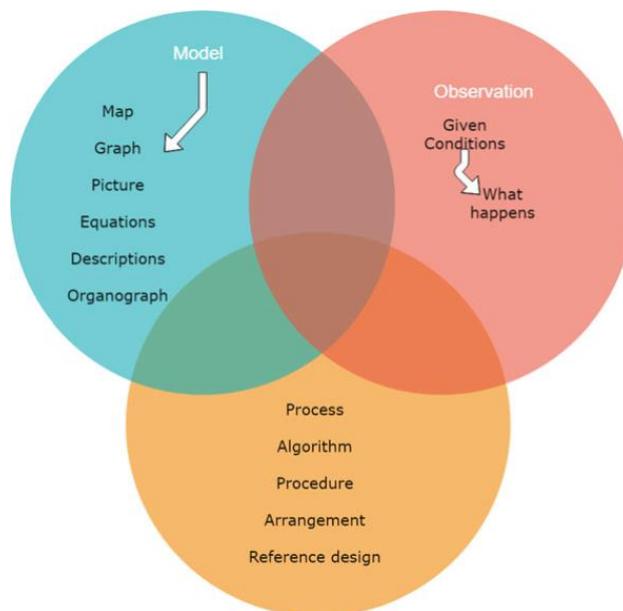 Model
Map
Graph
Picture
Equations
Descriptions
Organograph
Observation
Given
Conditions
What
happens
Process
Algorithm
Procedure
Arrangement
Reference design